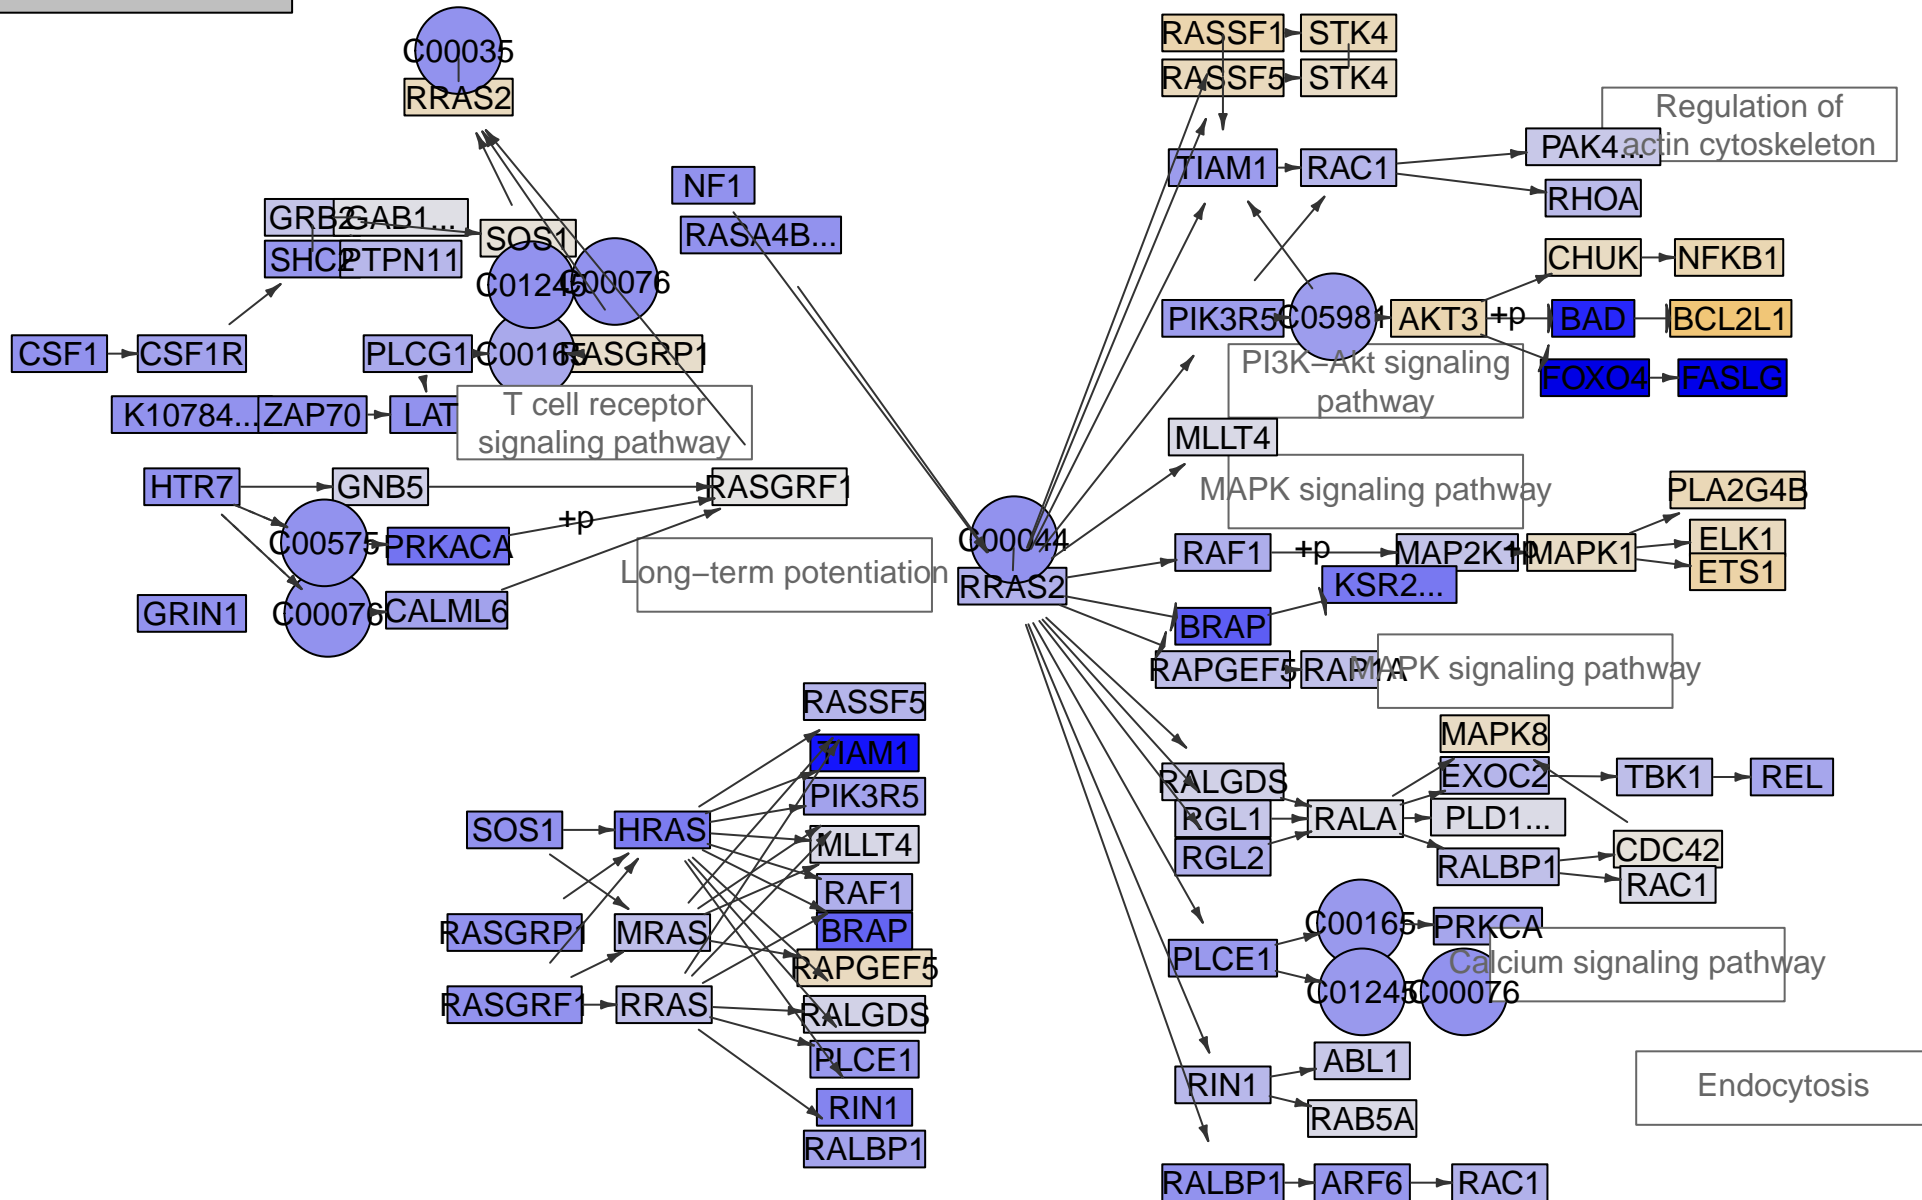 C00035
RRAS2
NF1
RASA4B...
GRB2
GAB1...
SOS1
SHC2
PTPN11
C01245
C00076
CSF1
CSF1R
PLCG1
C00165
RASGRP1
K10784...
ZAP70
LAT
T cell receptor
signaling pathway
HTR7
GNB5
RASGRF1
C00575
PRKACA
+p
GRIN1
C00076
CALML6
Long−term potentiation
C00044
RRAS2
RASSF1
STK4
RASSF5
STK4
Regulation of
actin cytoskeleton
PAK4...
TIAM1
RAC1
RHOA
CHUK
NFKB1
PIK3R5
C05981
AKT3
+p
BAD
BCL2L1
PI3K−Akt signaling
pathway
FOXO4
FASLG
MLLT4
MAPK signaling pathway
PLA2G4B
RAF1
+p
MAP2K1
+p
MAPK1
ELK1
ETS1
KSR2...
BRAP
RAPGEF5
RAP1A
MAPK signaling pathway
RASSF5
TIAM1
PIK3R5
SOS1
HRAS
MLLT4
RAF1
RASGRP1
MRAS
BRAP
RAPGEF5
RASGRF1
RRAS
RALGDS
PLCE1
RIN1
RALBP1
MAPK8
RALGDS
EXOC2
TBK1
REL
RGL1
RALA
PLD1...
RGL2
RALBP1
CDC42
RAC1
C00165
PRKCA
PLCE1
Calcium signaling pathway
C01245
C00076
ABL1
RIN1
RAB5A
Endocytosis
RALBP1
ARF6
RAC1